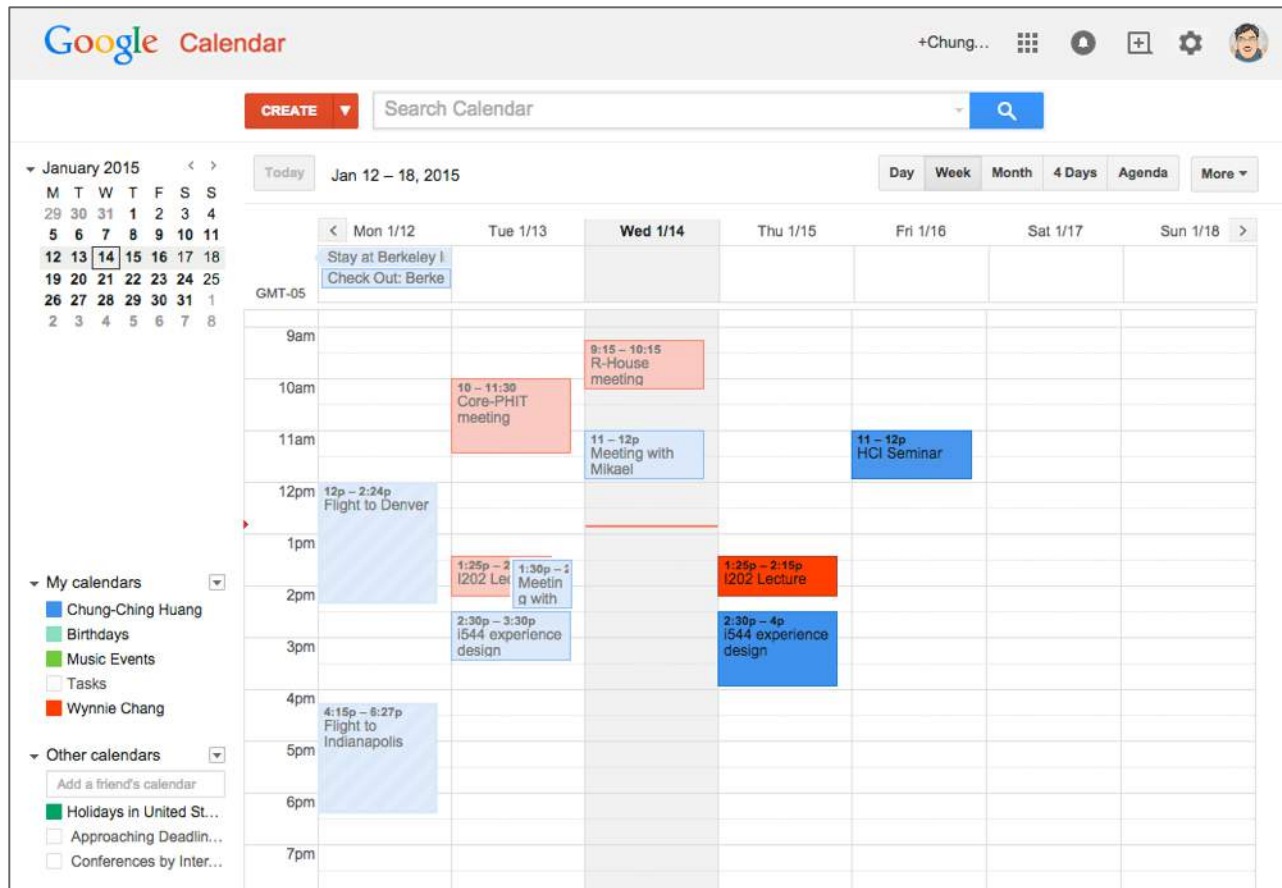 Google Calendar
+Chung...
CREATE
Search Calendar
January 2015 < >
M T W T F S S
29 30 31 1 2 3 4
5 6 7 8 9 10 11
12 13 14 15 16 17 18
19 20 21 22 23 24 25
26 27 28 29 30 31 1
2 3 4 5 6 7 8
My calendars
Chung-Ching Huang
Birthdays
Music Events
Tasks
Wynnie Chang
Other calendars
Add a friend's calendar
Holidays in United St...
Approaching Deadlin...
Conferences by Inter...
Today
Jan 12 – 18, 2015
Day Week Month 4 Days Agenda More
< Mon 1/12 Tue 1/13 Wed 1/14 Thu 1/15 Fri 1/16 Sat 1/17 Sun 1/18 >
GMT-05
Stay at Berkeley I
Check Out: Berke
9am
10am
11am
12pm
1pm
2pm
3pm
4pm
5pm
6pm
7pm
12p – 2:24p
Flight to Denver
4:15p – 6:27p
Flight to
Indianapolis
10 – 11:30
Core-PHIT
meeting
1:25p – 2
I202 Lec
1:30p – 2
Meetin
g with
2:30p – 3:30p
i544 experience
design
9:15 – 10:15
R-House
meeting
11 – 12p
Meeting with
Mikael
1:25p – 2:15p
I202 Lecture
2:30p – 4p
i544 experience
design
11 – 12p
HCI Seminar